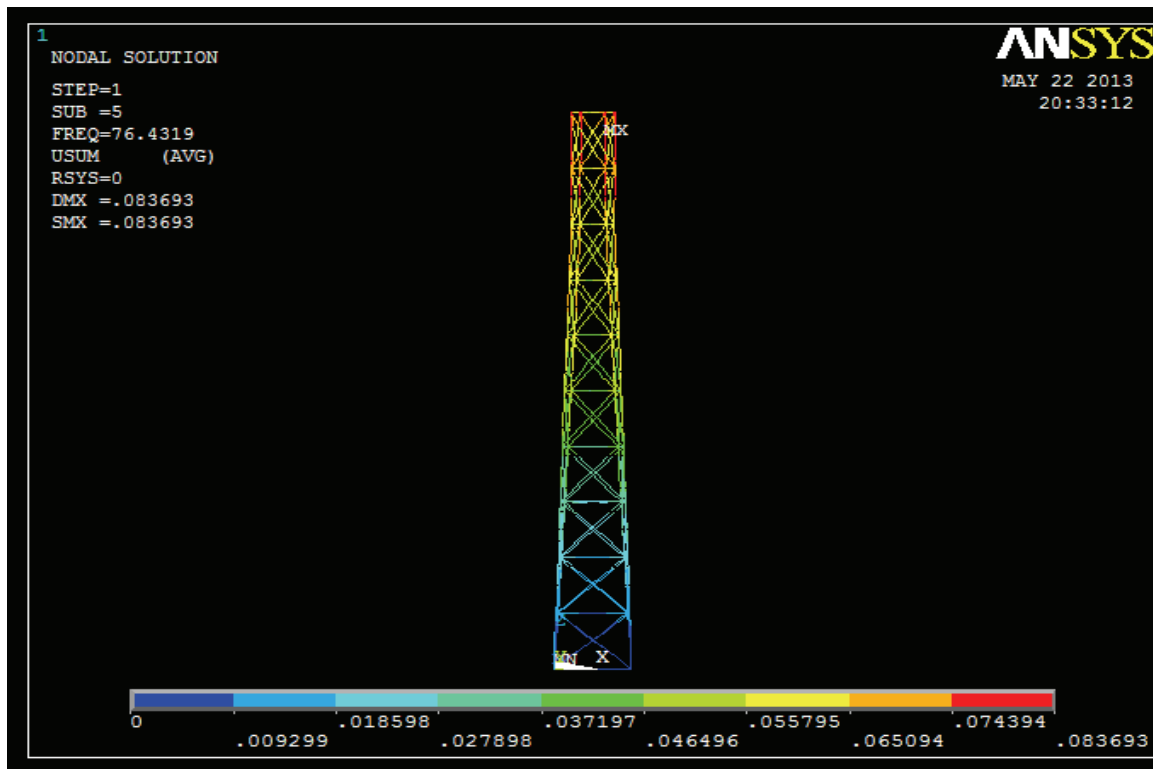 1
NODAL SOLUTION
STEP=1
SUB =5
FREQ=76.4319
USUM (AVG)
RSYS=0
DMX =.083693
SMX =.083693
ANSYS
MAY 22 2013
20:33:12
MX
X
0 .018598 .037197 .055795 .074394
.009299 .027898 .046496 .065094 .083693